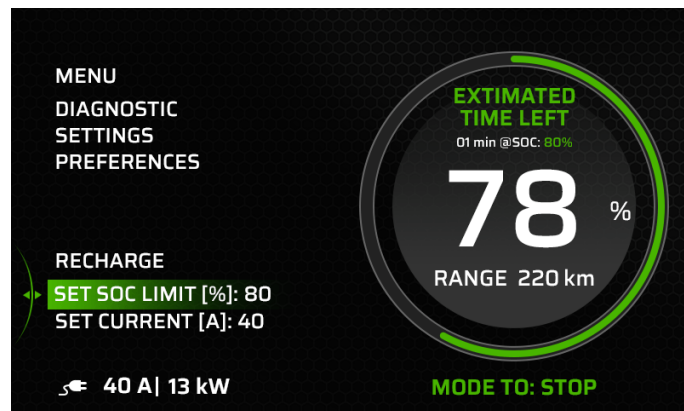 MENU
DIAGNOSTIC
SETTINGS
PREFERENCES
RECHARGE
SET SOC LIMIT [%]: 80
SET CURRENT [A]: 40
40 A| 13 kW
EXTIMATED
TIME LEFT
01 min @SOC: 80%
78 %
RANGE 220 km
MODE TO: STOP